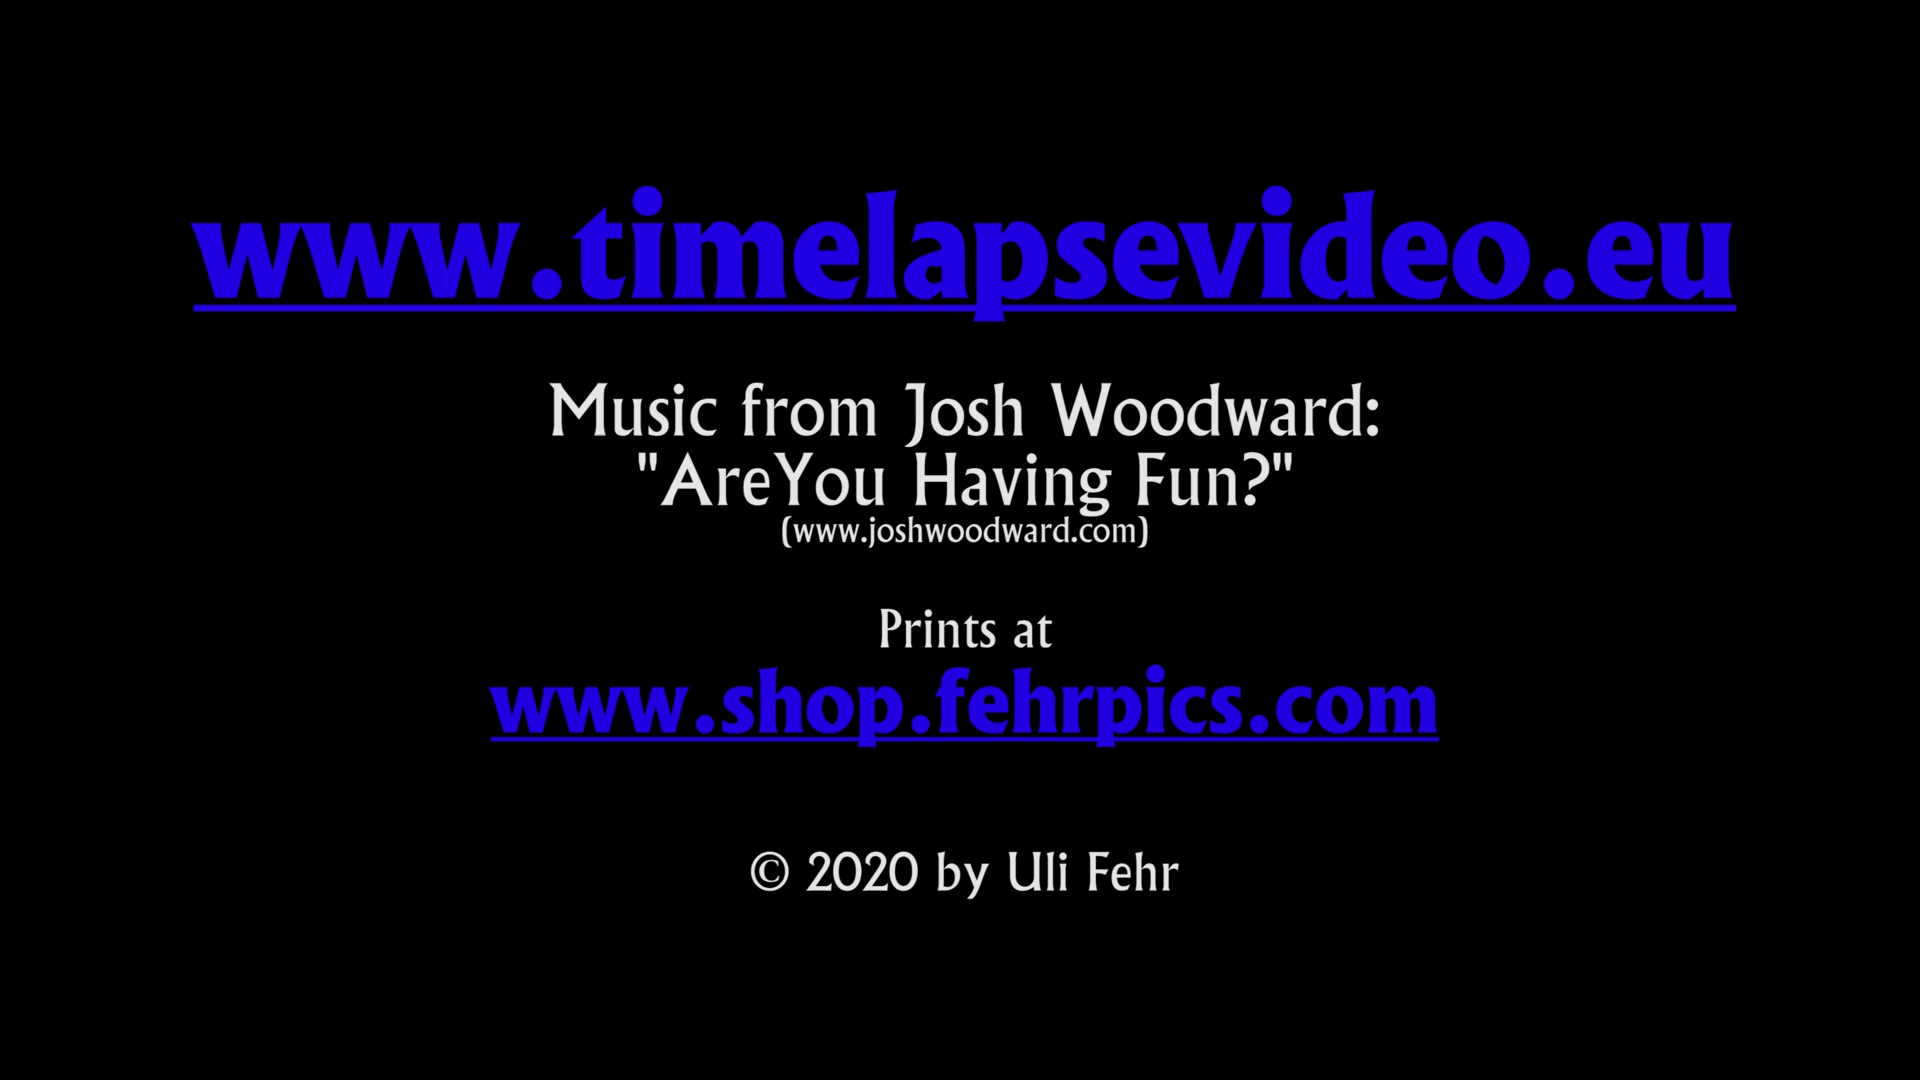 www.timelapsevideo.eu
Music from Josh Woodward:
"AreYou Having Fun?"
(www.joshwoodward.com)
Prints at
www.shop.fehrpics.com
© 2020 by Uli Fehr